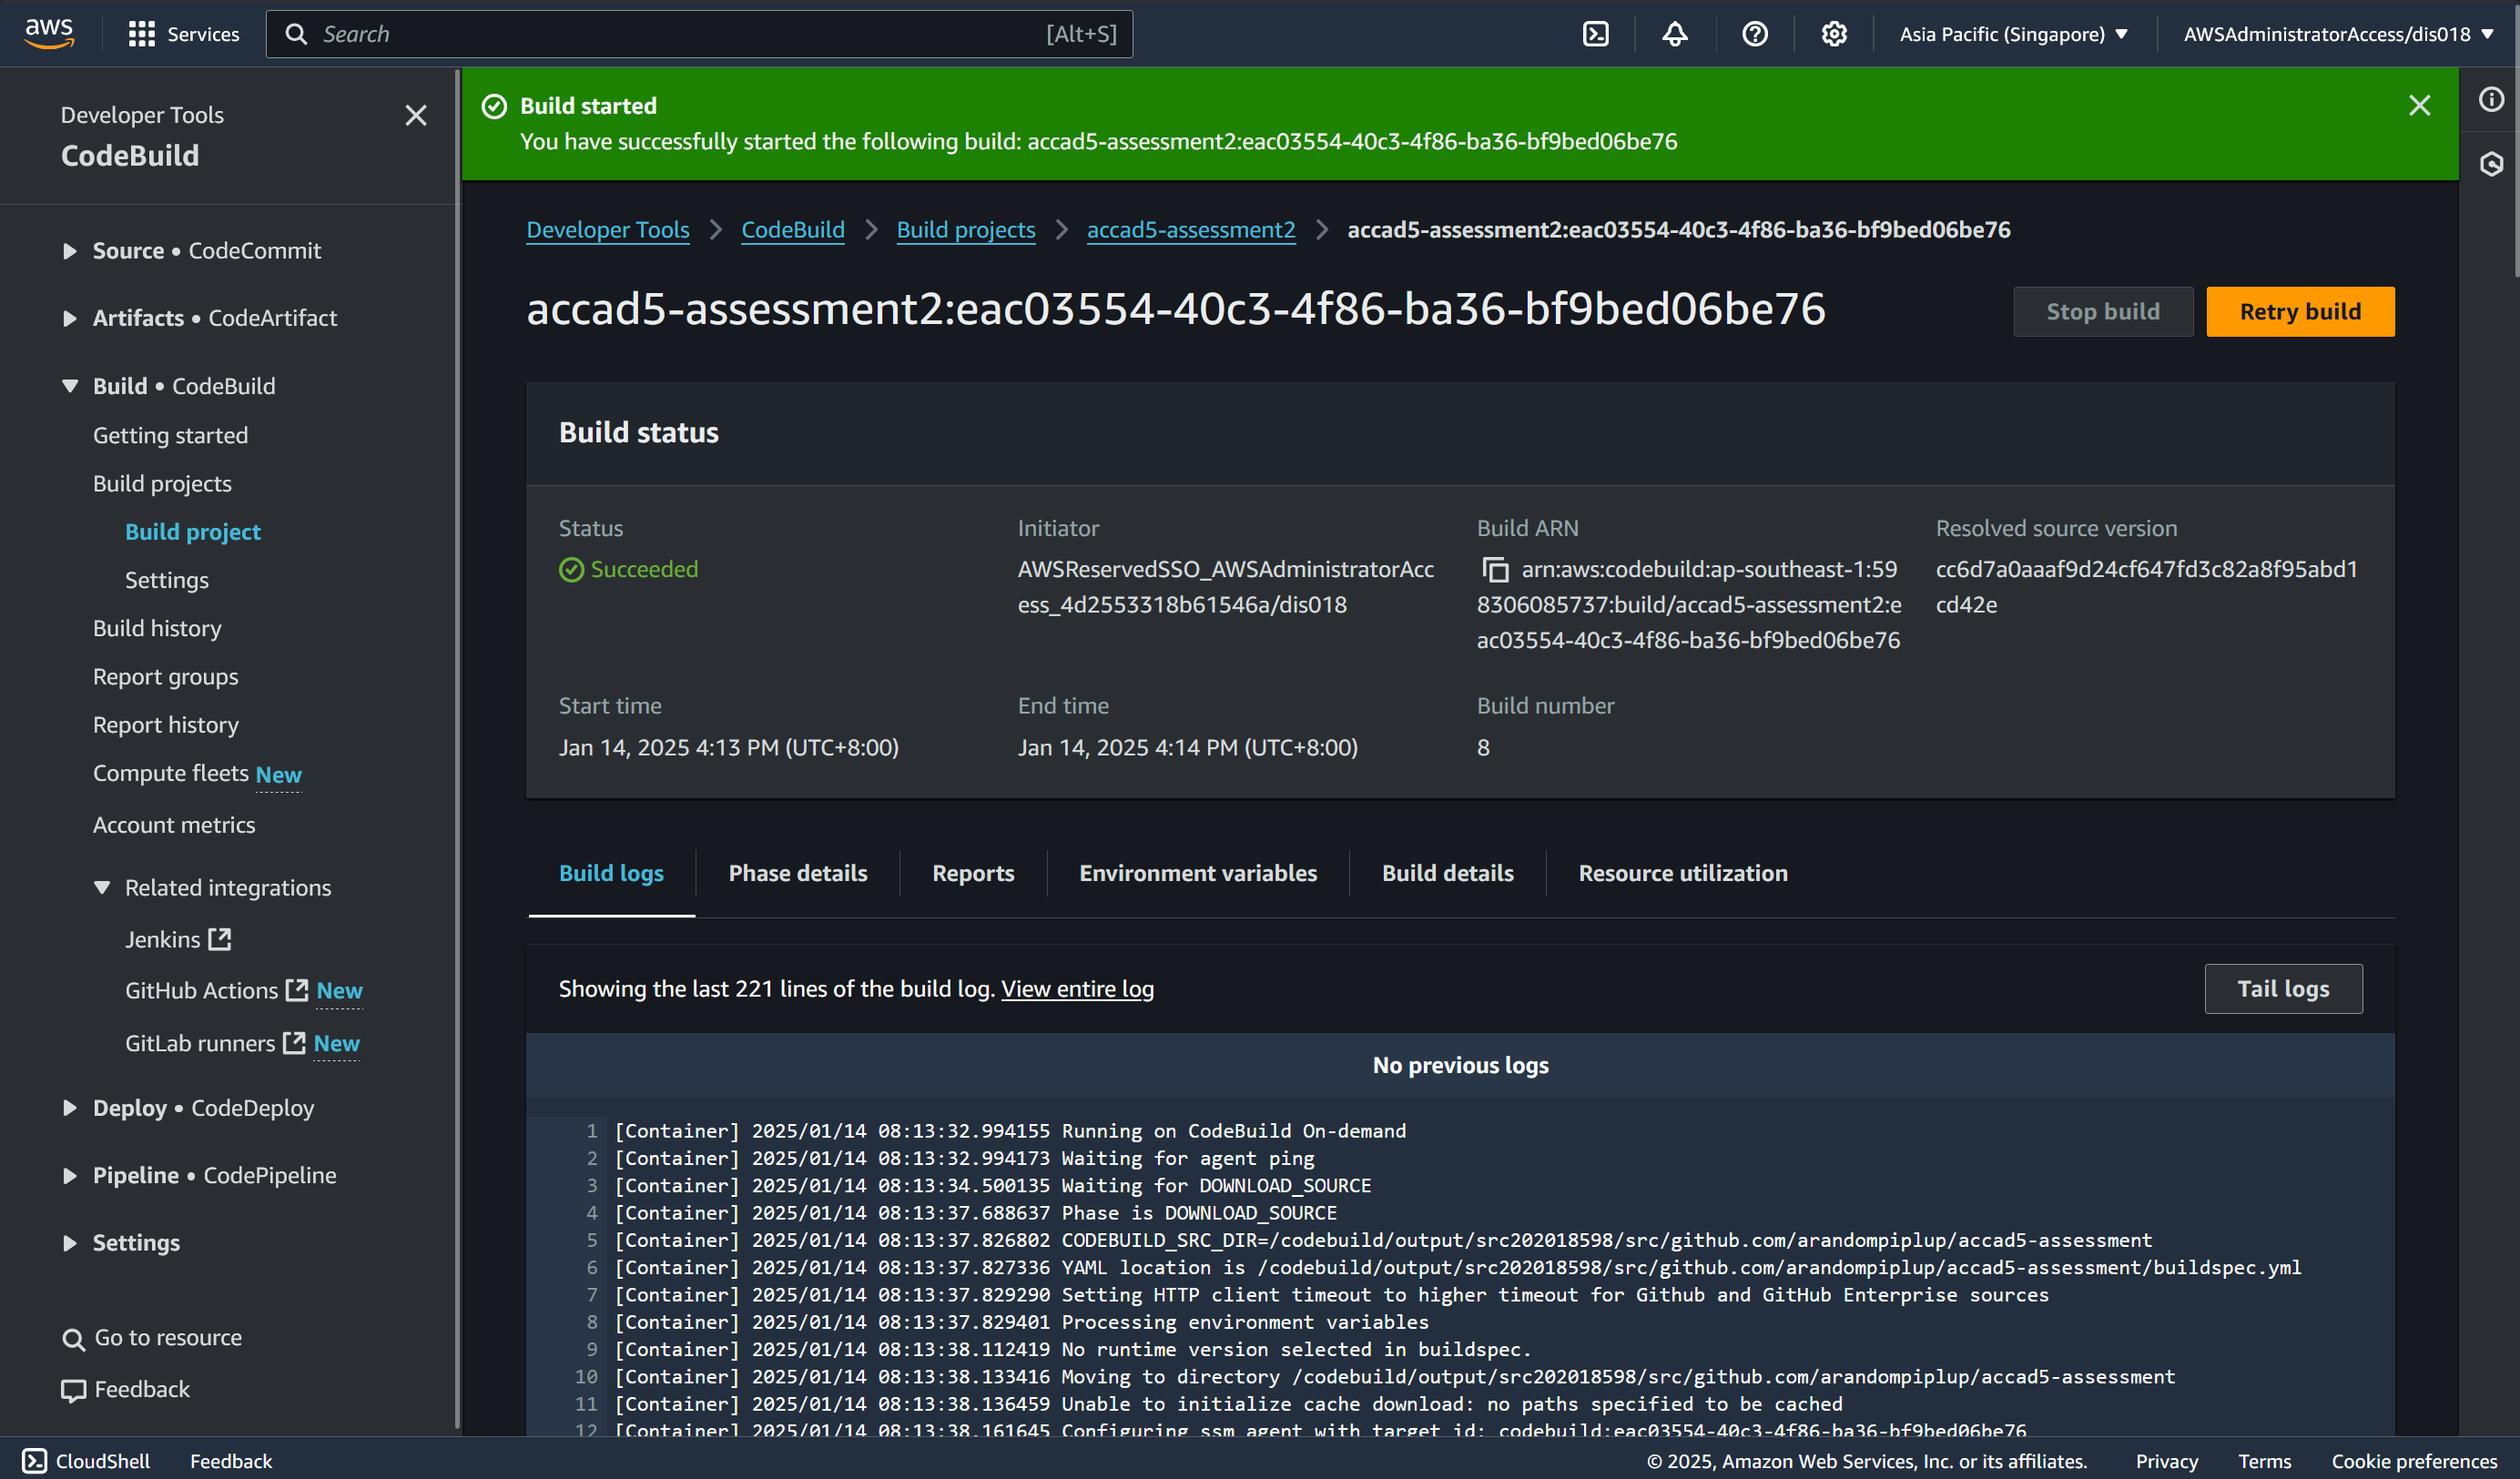 aws
Services
Search
[Alt+S]
Asia Pacific (Singapore)
AWSAdministratorAccess/dis018
Developer Tools
CodeBuild
Source • CodeCommit
Artifacts • CodeArtifact
Build • CodeBuild
Getting started
Build projects
Build project
Settings
Build history
Report groups
Report history
Compute fleets New
Account metrics
Related integrations
Jenkins
GitHub Actions New
GitLab runners New
Deploy • CodeDeploy
Pipeline • CodePipeline
Settings
Go to resource
Feedback
Build started
You have successfully started the following build: accad5-assessment2:eac03554-40c3-4f86-ba36-bf9bed06be76
Developer Tools
CodeBuild
Build projects
accad5-assessment2
accad5-assessment2:eac03554-40c3-4f86-ba36-bf9bed06be76
accad5-assessment2:eac03554-40c3-4f86-ba36-bf9bed06be76
Stop build
Retry build
Build status
Status
Succeeded
Initiator
AWSReservedSSO_AWSAdministratorAcc
ess_4d2553318b61546a/dis018
Build ARN
arn:aws:codebuild:ap-southeast-1:59
8306085737:build/accad5-assessment2:e
ac03554-40c3-4f86-ba36-bf9bed06be76
Resolved source version
cc6d7a0aaaf9d24cf647fd3c82a8f95abd1
cd42e
Start time
Jan 14, 2025 4:13 PM (UTC+8:00)
End time
Jan 14, 2025 4:14 PM (UTC+8:00)
Build number
8
Build logs
Phase details
Reports
Environment variables
Build details
Resource utilization
Showing the last 221 lines of the build log. View entire log
Tail logs
No previous logs
1 [Container] 2025/01/14 08:13:32.994155 Running on CodeBuild On-demand
2 [Container] 2025/01/14 08:13:32.994173 Waiting for agent ping
3 [Container] 2025/01/14 08:13:34.500135 Waiting for DOWNLOAD_SOURCE
4 [Container] 2025/01/14 08:13:37.688637 Phase is DOWNLOAD_SOURCE
5 [Container] 2025/01/14 08:13:37.826802 CODEBUILD_SRC_DIR=/codebuild/output/src202018598/src/github.com/arandompiplup/accad5-assessment
6 [Container] 2025/01/14 08:13:37.827336 YAML location is /codebuild/output/src202018598/src/github.com/arandompiplup/accad5-assessment/buildspec.yml
7 [Container] 2025/01/14 08:13:37.829290 Setting HTTP client timeout to higher timeout for Github and GitHub Enterprise sources
8 [Container] 2025/01/14 08:13:37.829401 Processing environment variables
9 [Container] 2025/01/14 08:13:38.112419 No runtime version selected in buildspec.
10 [Container] 2025/01/14 08:13:38.133416 Moving to directory /codebuild/output/src202018598/src/github.com/arandompiplup/accad5-assessment
11 [Container] 2025/01/14 08:13:38.136459 Unable to initialize cache download: no paths specified to be cached
12 [Container] 2025/01/14 08:13:38.161645 Configuring ssm agent with target id: codebuild:eac03554-40c3-4f86-ba36-bf9bed06be76
CloudShell
Feedback
© 2025, Amazon Web Services, Inc. or its affiliates.
Privacy
Terms
Cookie preferences